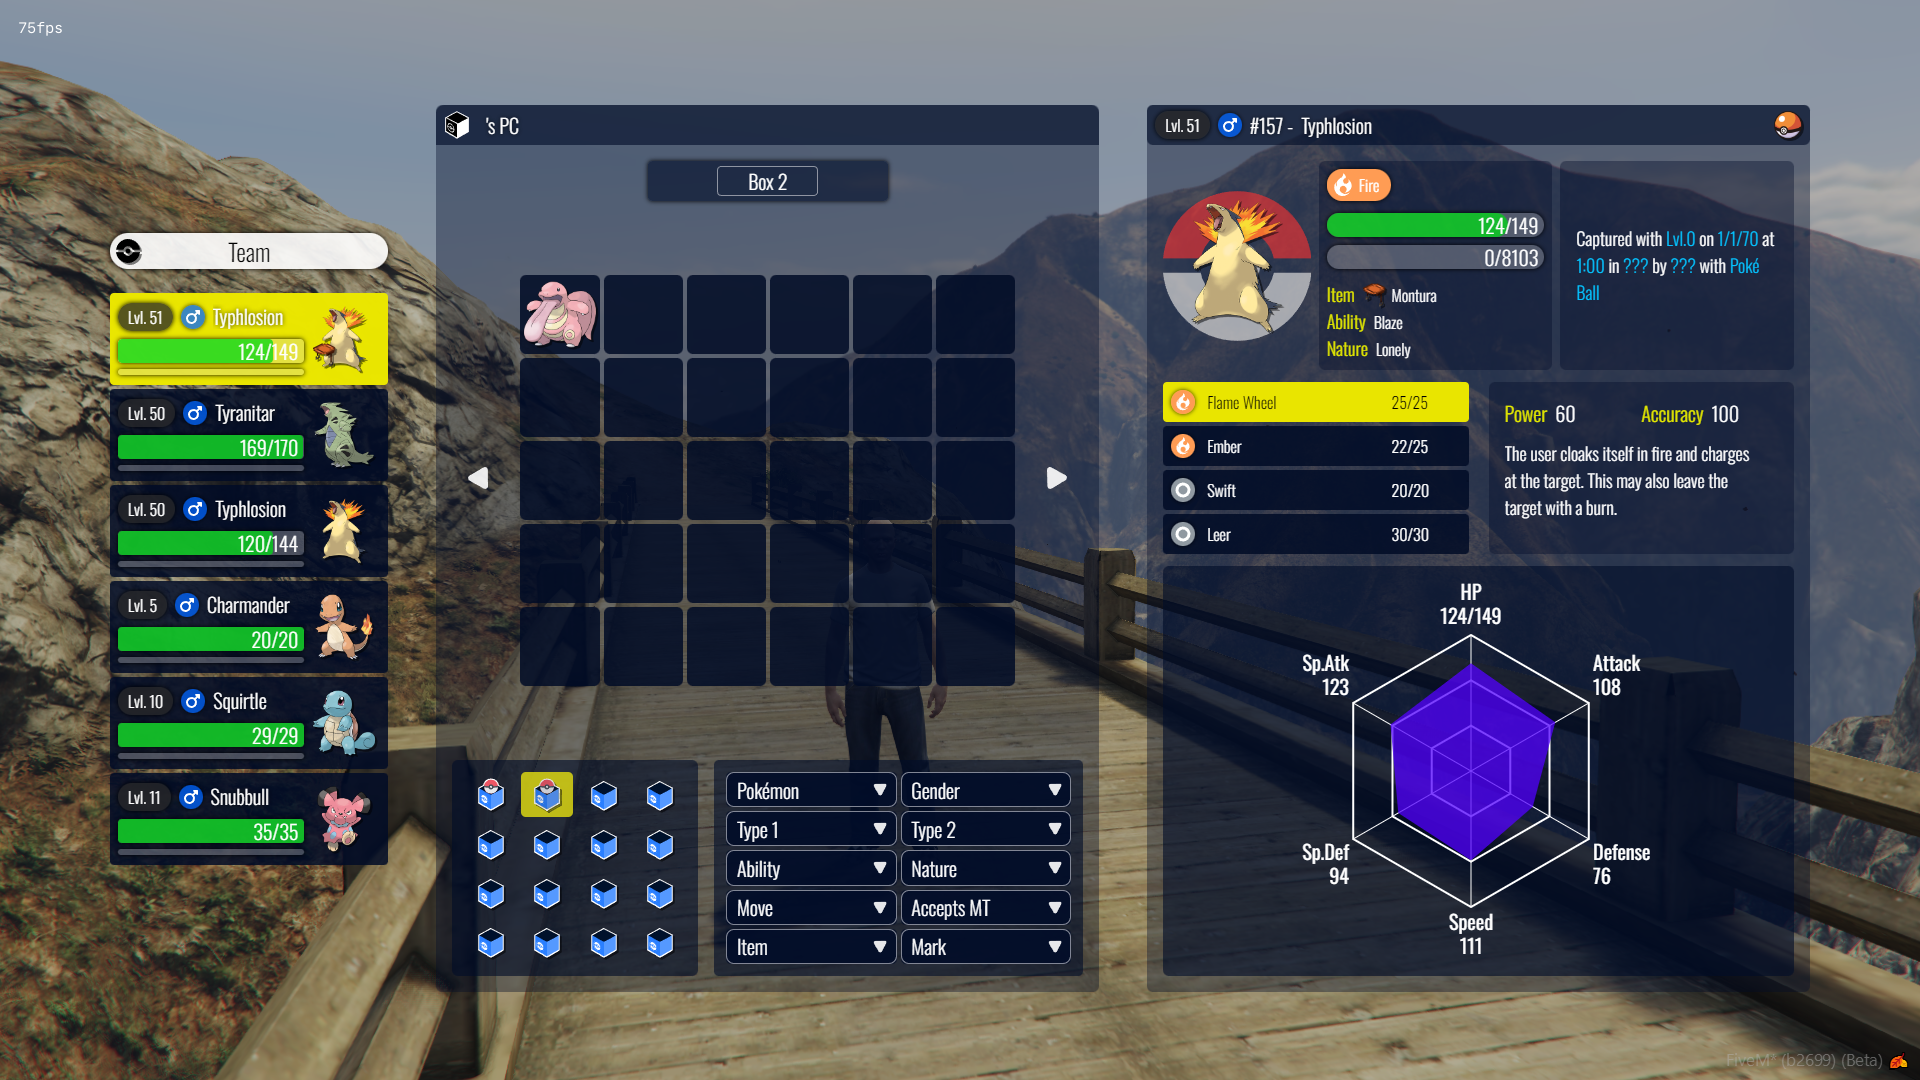 75fps
Team
Lvl. 51 Typhlosion
124/149
Lvl. 50 Tyranitar
169/170
Lvl. 50 Typhlosion
120/144
Lvl. 5 Charmander
20/20
Lvl. 10 Squirtle
29/29
Lvl. 11 Snubbull
35/35
's PC
Box 2
Pokémon Gender
Type 1 Type 2
Ability Nature
Move Accepts MT
Item Mark
Lvl. 51 #157 - Typhlosion
Fire
124/149
0/8103
Item Montura
Ability Blaze
Nature Lonely
Captured with Lvl.0 on 1/1/70 at
1:00 in ??? by ??? with Poké
Ball
Flame Wheel 25/25
Ember 22/25
Swift 20/20
Leer 30/30
Power 60 Accuracy 100
The user cloaks itself in fire and charges
at the target. This may also leave the
target with a burn.
HP
124/149
Sp.Atk
123
Attack
108
Sp.Def
94
Defense
76
Speed
111
FiveM* (b2699) (Beta)